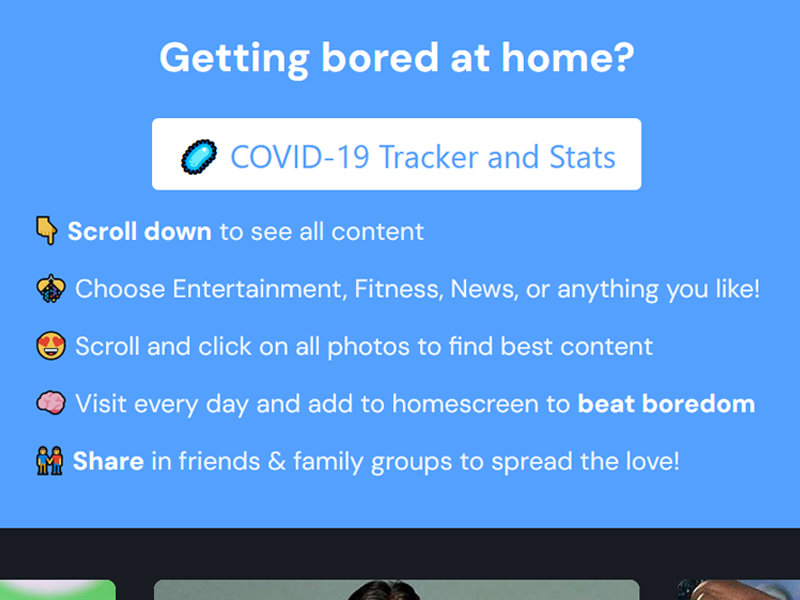 Getting bored at home?
COVID-19 Tracker and Stats
Scroll down to see all content
Choose Entertainment, Fitness, News, or anything you like!
Scroll and click on all photos to find best content
Visit every day and add to homescreen to beat boredom
Share in friends & family groups to spread the love!